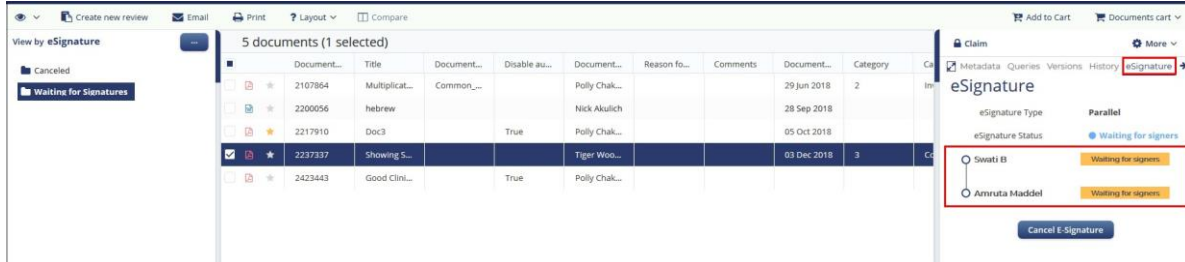 Create new review Email Print ? Layout Compare Add to Cart Documents cart
View by eSignature ... 5 documents (1 selected) Claim More
Canceled
Waiting for Signatures
Document... Title Document... Disable au... Document... Reason fo... Comments Document... Category Ca
2107864 Multiplicat... Common_... Polly Chak... 29 Jun 2018 2 In
2200056 hebrew Nick Akulich 28 Sep 2018
2217910 Doc3 True Polly Chak... 05 Oct 2018
2237337 Showing S... Tiger Woo... 03 Dec 2018 3 Co
2423443 Good Clini... True Polly Chak...
Metadata Queries Versions History eSignature
eSignature
eSignature Type Parallel
eSignature Status Waiting for signers
Swati B Waiting for signers
Amruta Maddel Waiting for signers
Cancel E-Signature